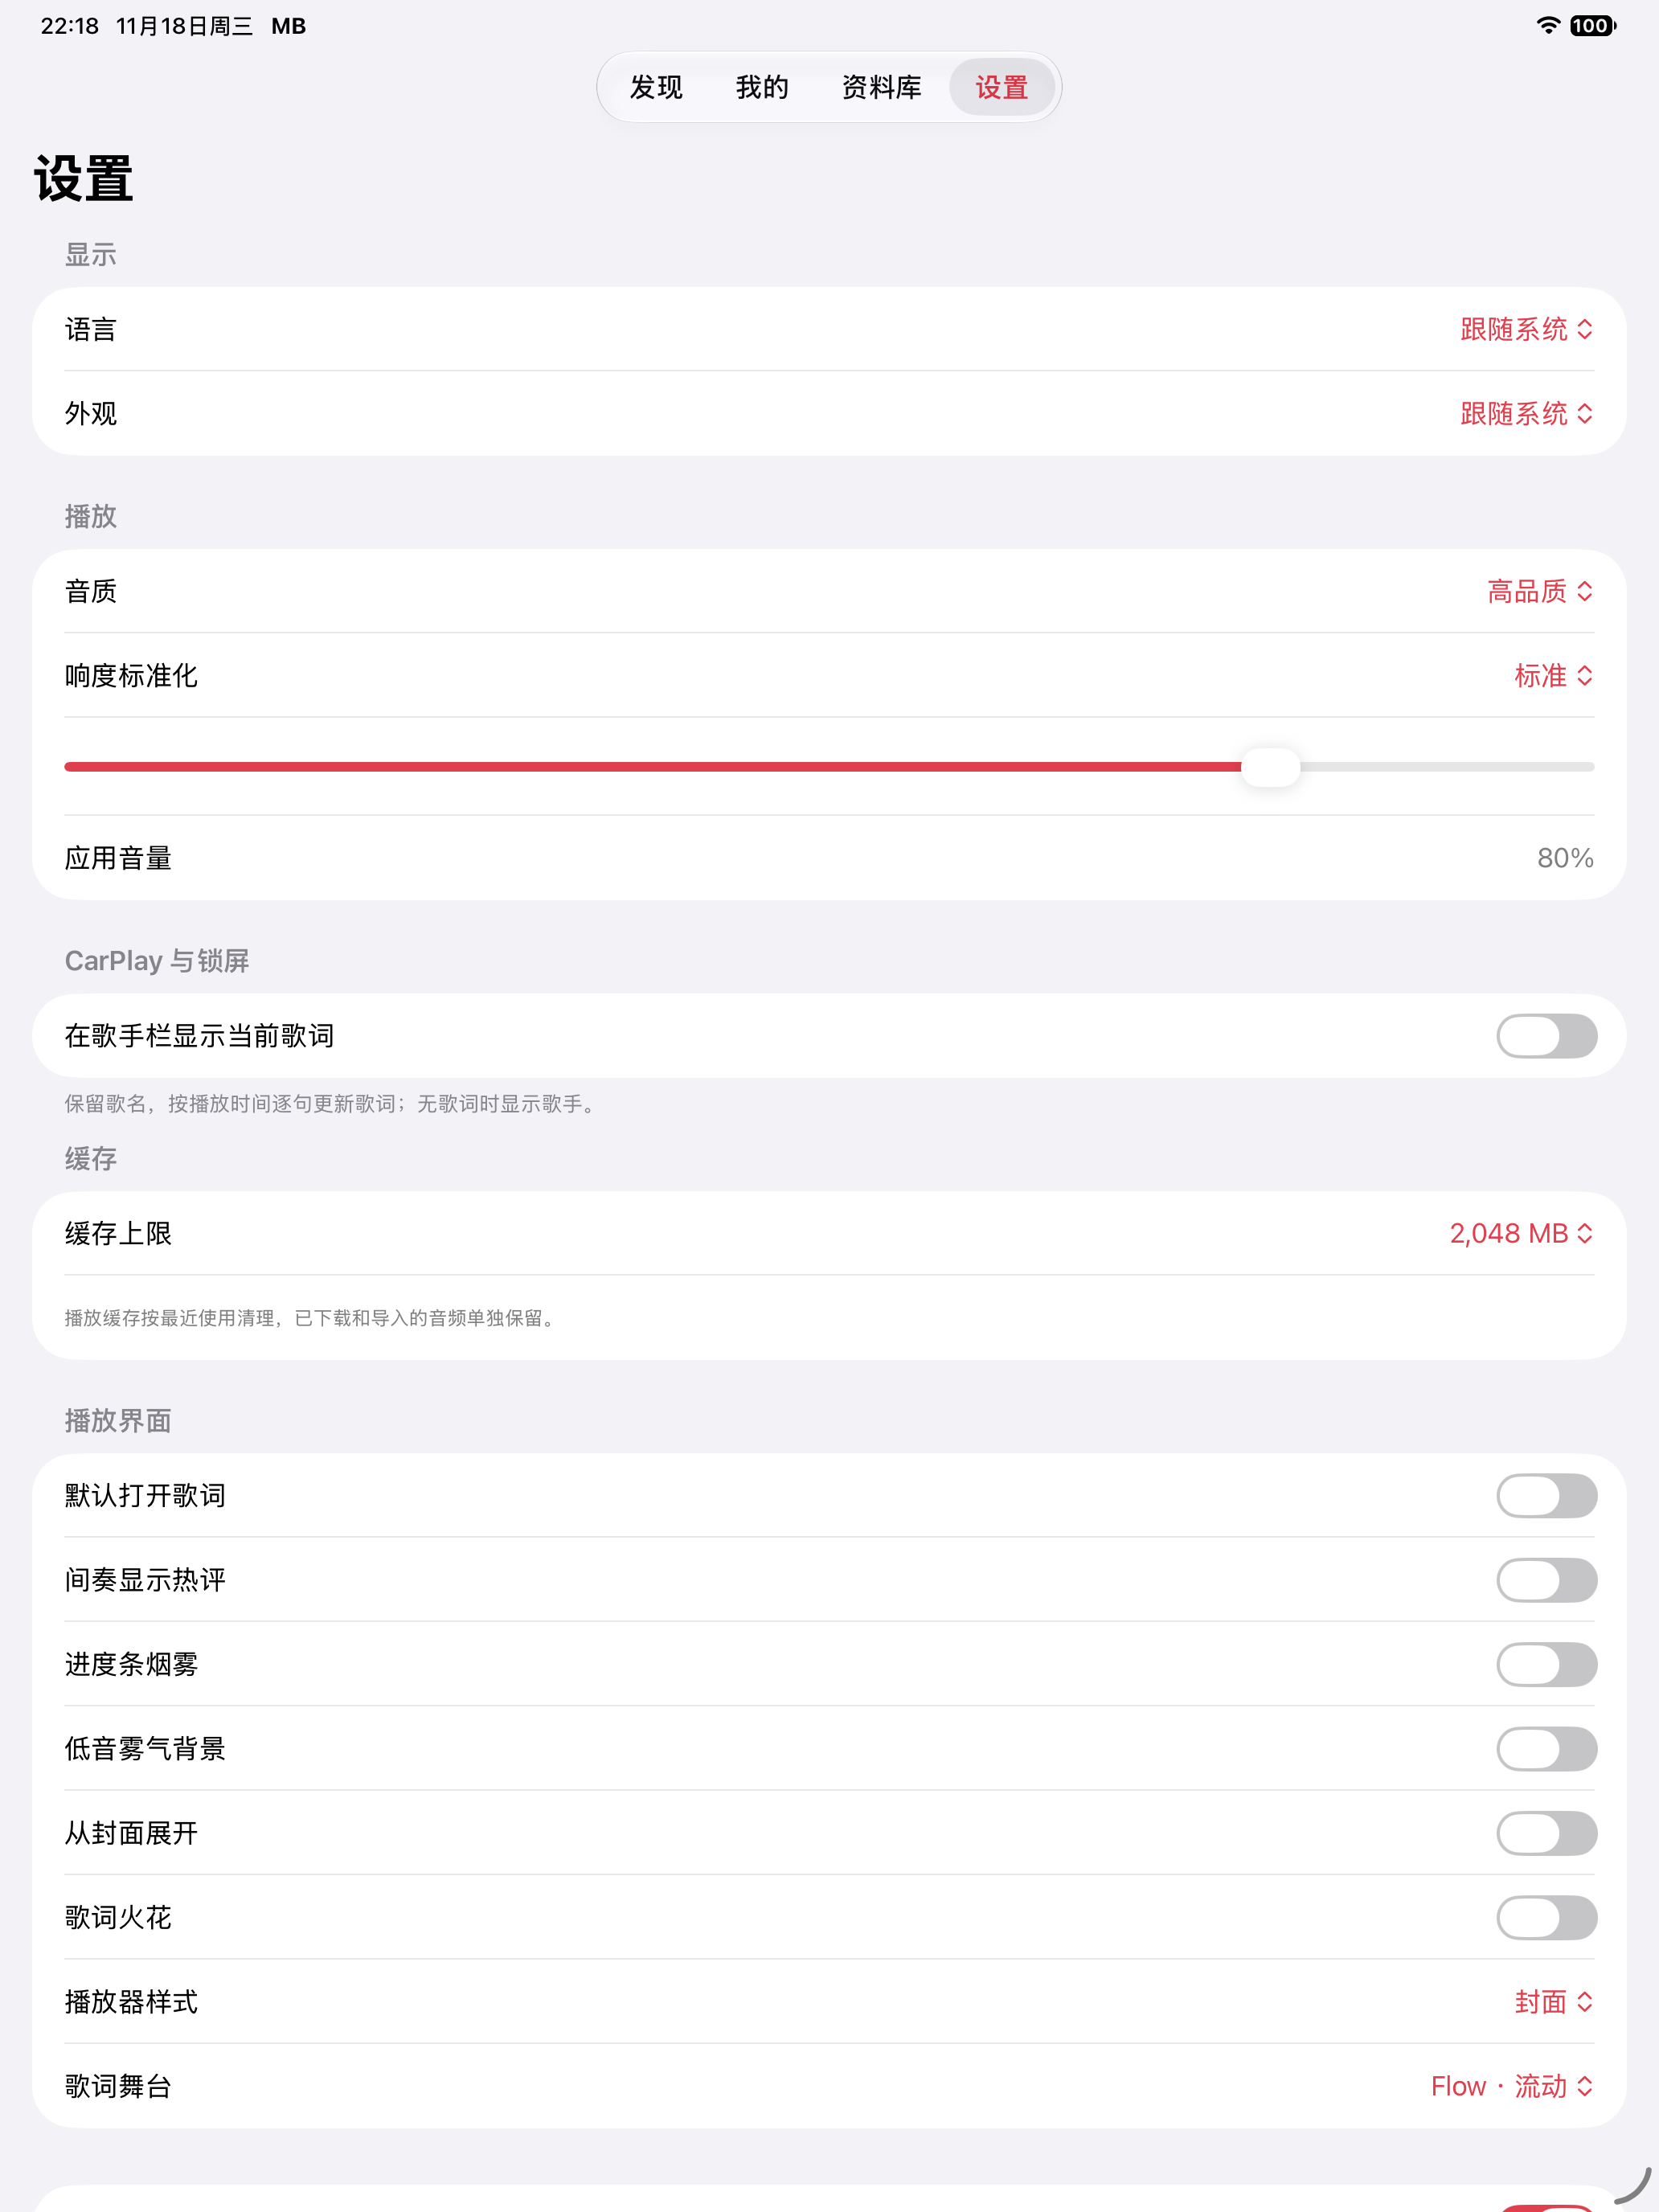 22:18 11月18日周三 MB 100
发现 我的 资料库 设置
设置
显示
语言 跟随系统
外观 跟随系统
播放
音质 高品质
响度标准化 标准
应用音量 80%
CarPlay 与锁屏
在歌手栏显示当前歌词
保留歌名，按播放时间逐句更新歌词；无歌词时显示歌手。
缓存
缓存上限 2,048 MB
播放缓存按最近使用清理，已下载和导入的音频单独保留。
播放界面
默认打开歌词
间奏显示热评
进度条烟雾
低音雾气背景
从封面展开
歌词火花
播放器样式 封面
歌词舞台 Flow · 流动